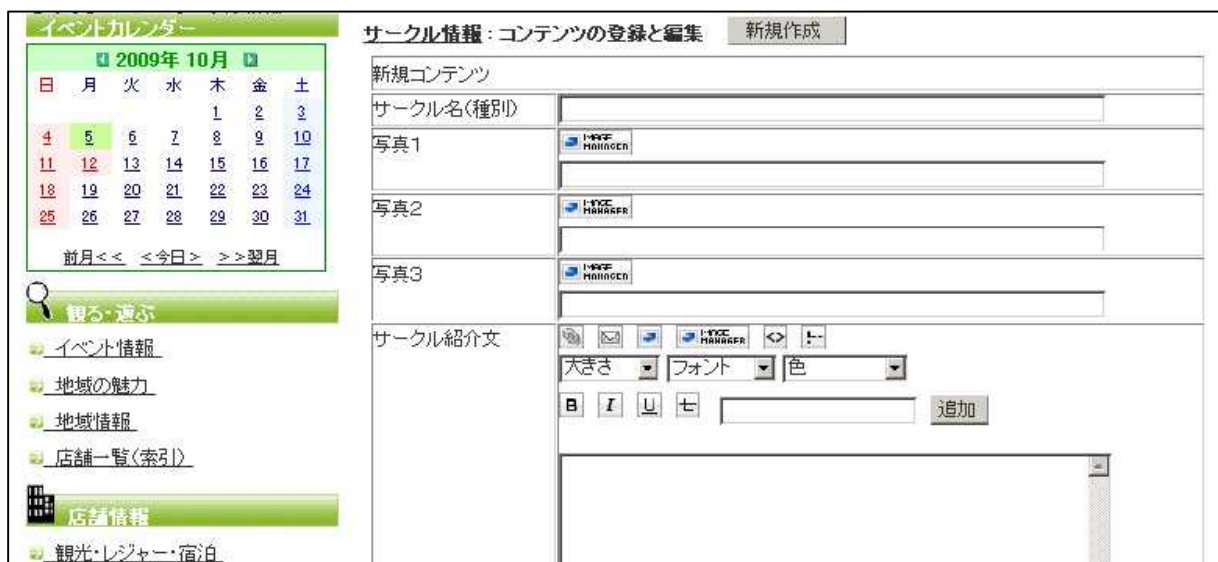 イベントカレンダー
2009年 10月
日 月 火 水 木 金 土
1 2 3
4 5 6 7 8 9 10
11 12 13 14 15 16 17
18 19 20 21 22 23 24
25 26 27 28 29 30 31
前月<< <今日> >>翌月
観る・遊ぶ
イベント情報
地域の魅力
地域情報
店舗一覧(索引)
店舗情報
観光・レジャー・宿泊
サークル情報:コンテンツの登録と編集 新規作成
新規コンテンツ
サークル名(種別)
写真1 IMAGE MANAGER
写真2 IMAGE MANAGER
写真3 IMAGE MANAGER
サークル紹介文 IMAGE MANAGER <>
大きさ フォント 色
B I U 追加